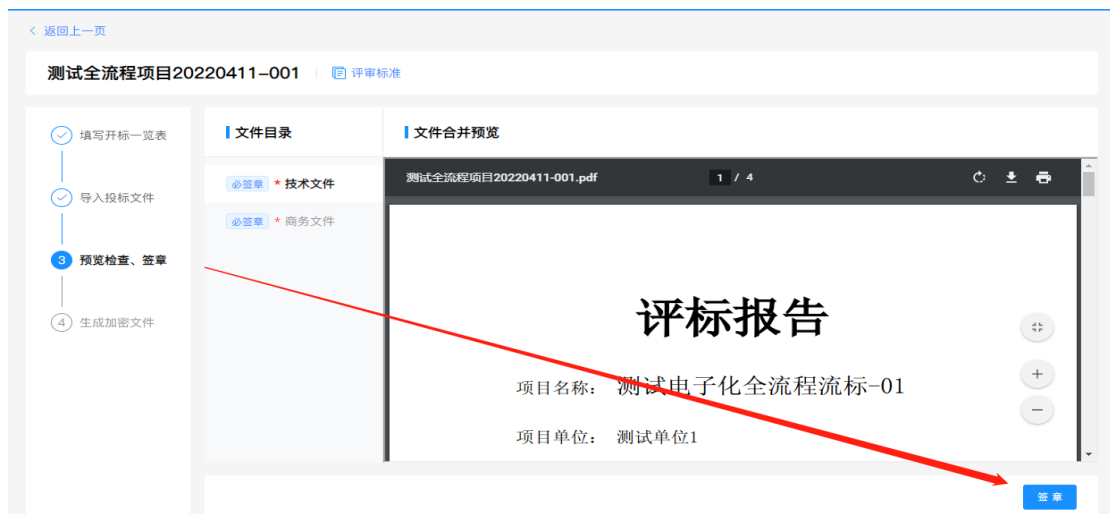 返回上一页
测试全流程项目20220411-001 评审标准
填写开标一览表
导入投标文件
3 预览检查、签章
4 生成加密文件
文件目录
必签章 * 技术文件
必签章 * 商务文件
文件合并预览
测试全流程项目20220411-001.pdf 1 / 4
评标报告
项目名称： 测试电子化全流程流标-01
项目单位： 测试单位1
签章